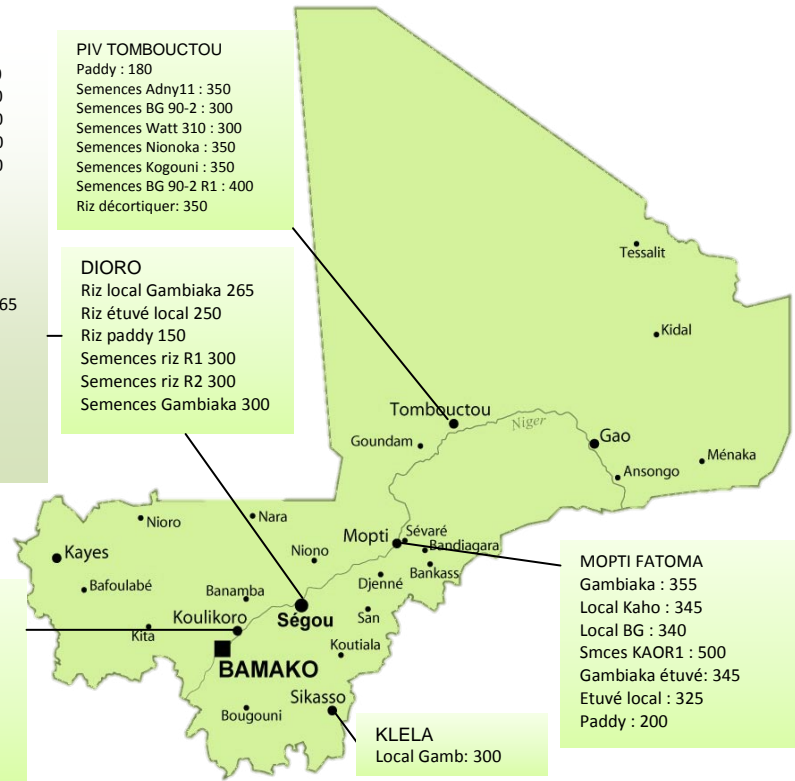 PIV TOMBOUCTOU
Paddy : 180
Semences Adny11 : 350
Semences BG 90-2 : 300
Semences Watt 310 : 300
Semences Nionoka : 350
Semences Kogouni : 350
Semences BG 90-2 R1 : 400
Riz décortiquer: 350
DIORO
Riz local Gambiaka 265
Riz étuvé local 250
Riz paddy 150
Semences riz R1 300
Semences riz R2 300
Semences Gambiaka 300
65
Tessalit
Kidal
Tombouctou
Niger
Goundam
Gao
Ménaka
Ansongo
Nioro
Nara
Mopti
Sévaré
Bandiagara
Kayes
Niono
Bankass
Bafoulabé
Djenné
Banamba
Ségou
San
Koulikoro
Kita
Koutiala
BAMAKO
Sikasso
Bougouni
MOPTI FATOMA
Gambiaka : 355
Local Kaho : 345
Local BG : 340
Smces KAOR1 : 500
Gambiaka étuvé: 345
Etuvé local : 325
Paddy : 200
KLELA
Local Gamb: 300